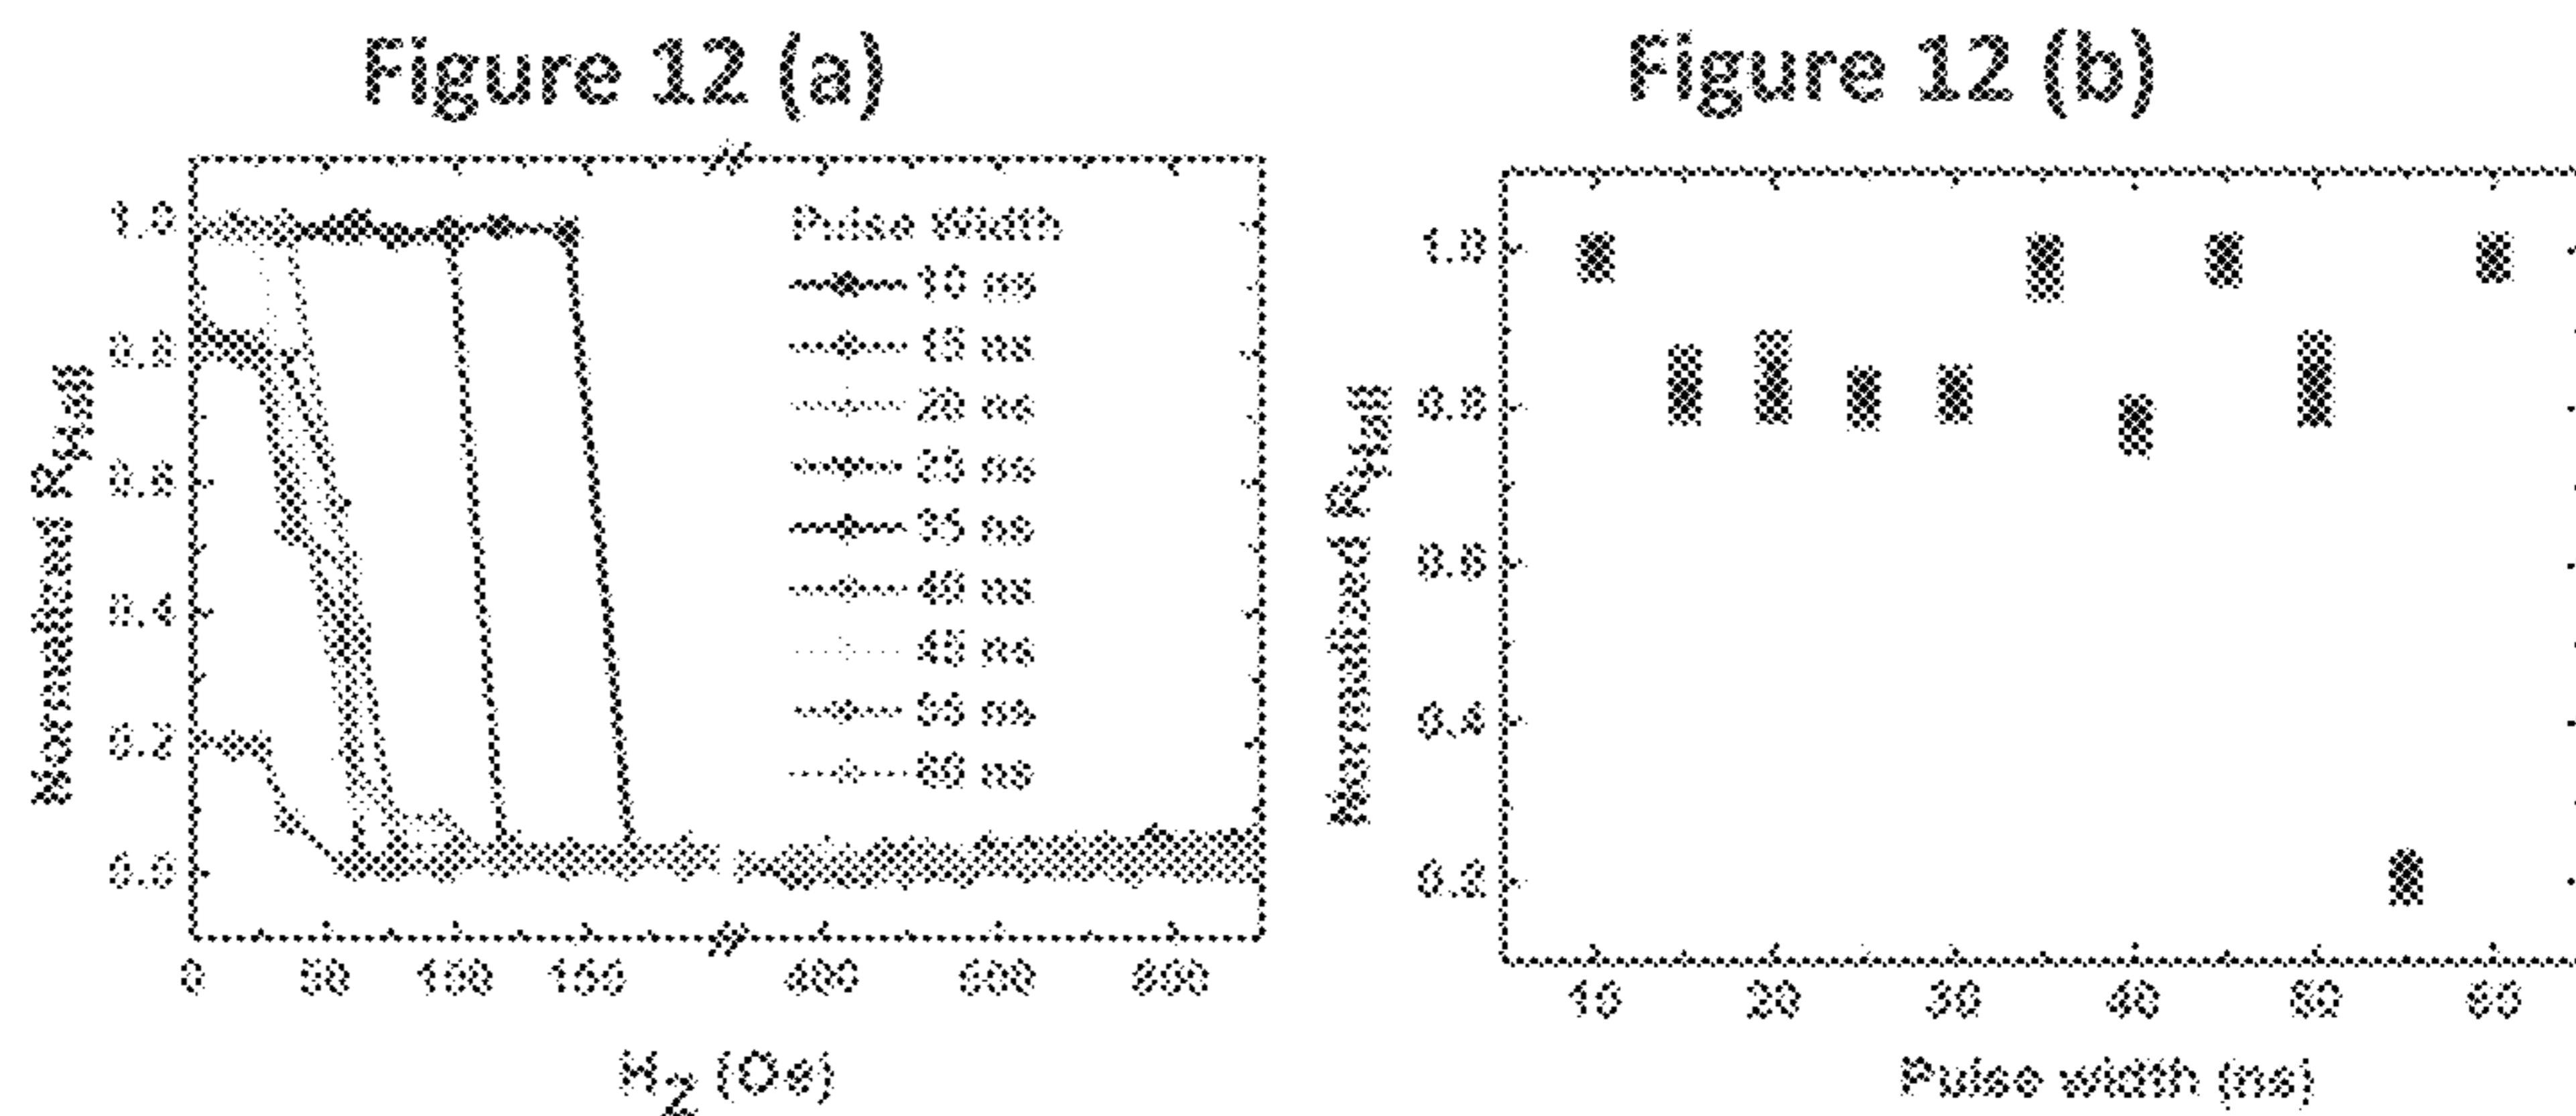 Figure 12 (a)
Normalized R_Hall
1.0
0.8
0.6
0.4
0.2
0.0
0 50 100 150 400 600 800
H_Z (Oe)
Pulse Width
10 ns
15 ns
20 ns
25 ns
35 ns
40 ns
45 ns
55 ns
60 ns
Figure 12 (b)
Normalized R_Hall
1.0
0.8
0.6
0.4
0.2
10 20 30 40 50 60
Pulse width (ns)